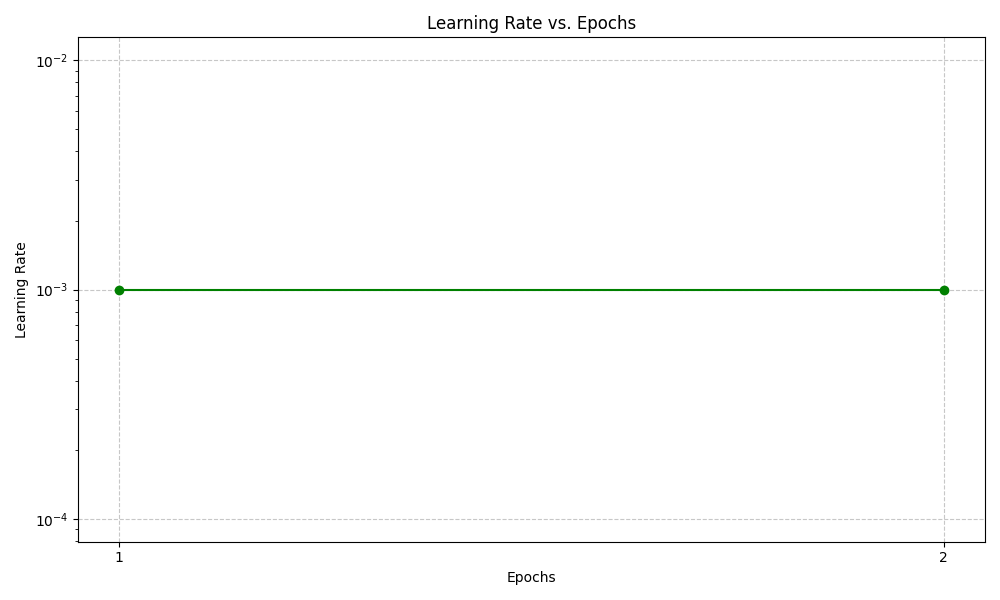 Learning Rate vs. Epochs
10⁻²
10⁻³
10⁻⁴
Learning Rate
1 2
Epochs